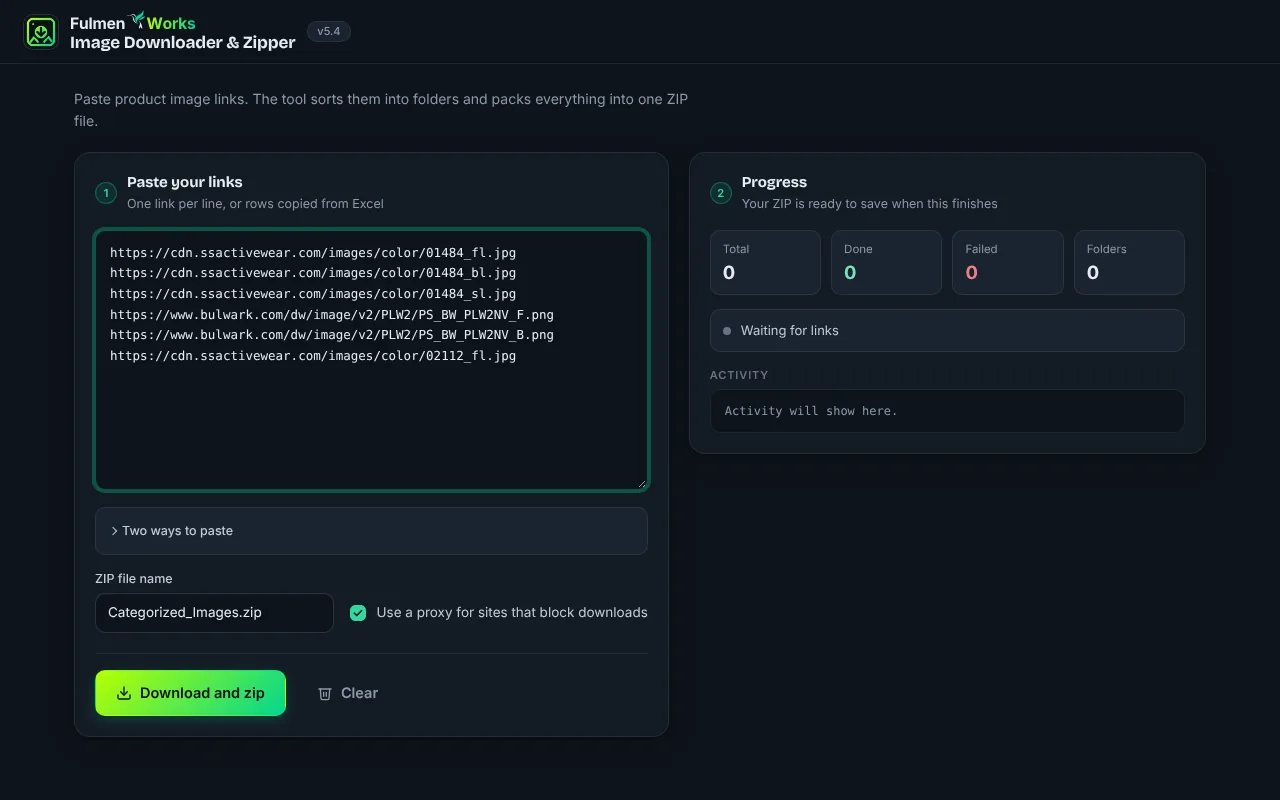 Fulmen Works
Image Downloader & Zipper
v5.4
Paste product image links. The tool sorts them into folders and packs everything into one ZIP
file.
1
Paste your links
One link per line, or rows copied from Excel
https://cdn.ssactivewear.com/images/color/01484_fl.jpg
https://cdn.ssactivewear.com/images/color/01484_bl.jpg
https://cdn.ssactivewear.com/images/color/01484_sl.jpg
https://www.bulwark.com/dw/image/v2/PLW2/PS_BW_PLW2NV_F.png
https://www.bulwark.com/dw/image/v2/PLW2/PS_BW_PLW2NV_B.png
https://cdn.ssactivewear.com/images/color/02112_fl.jpg
Two ways to paste
ZIP file name
Categorized_Images.zip
Use a proxy for sites that block downloads
Download and zip
Clear
2
Progress
Your ZIP is ready to save when this finishes
Total
0
Done
0
Failed
0
Folders
0
Waiting for links
ACTIVITY
Activity will show here.